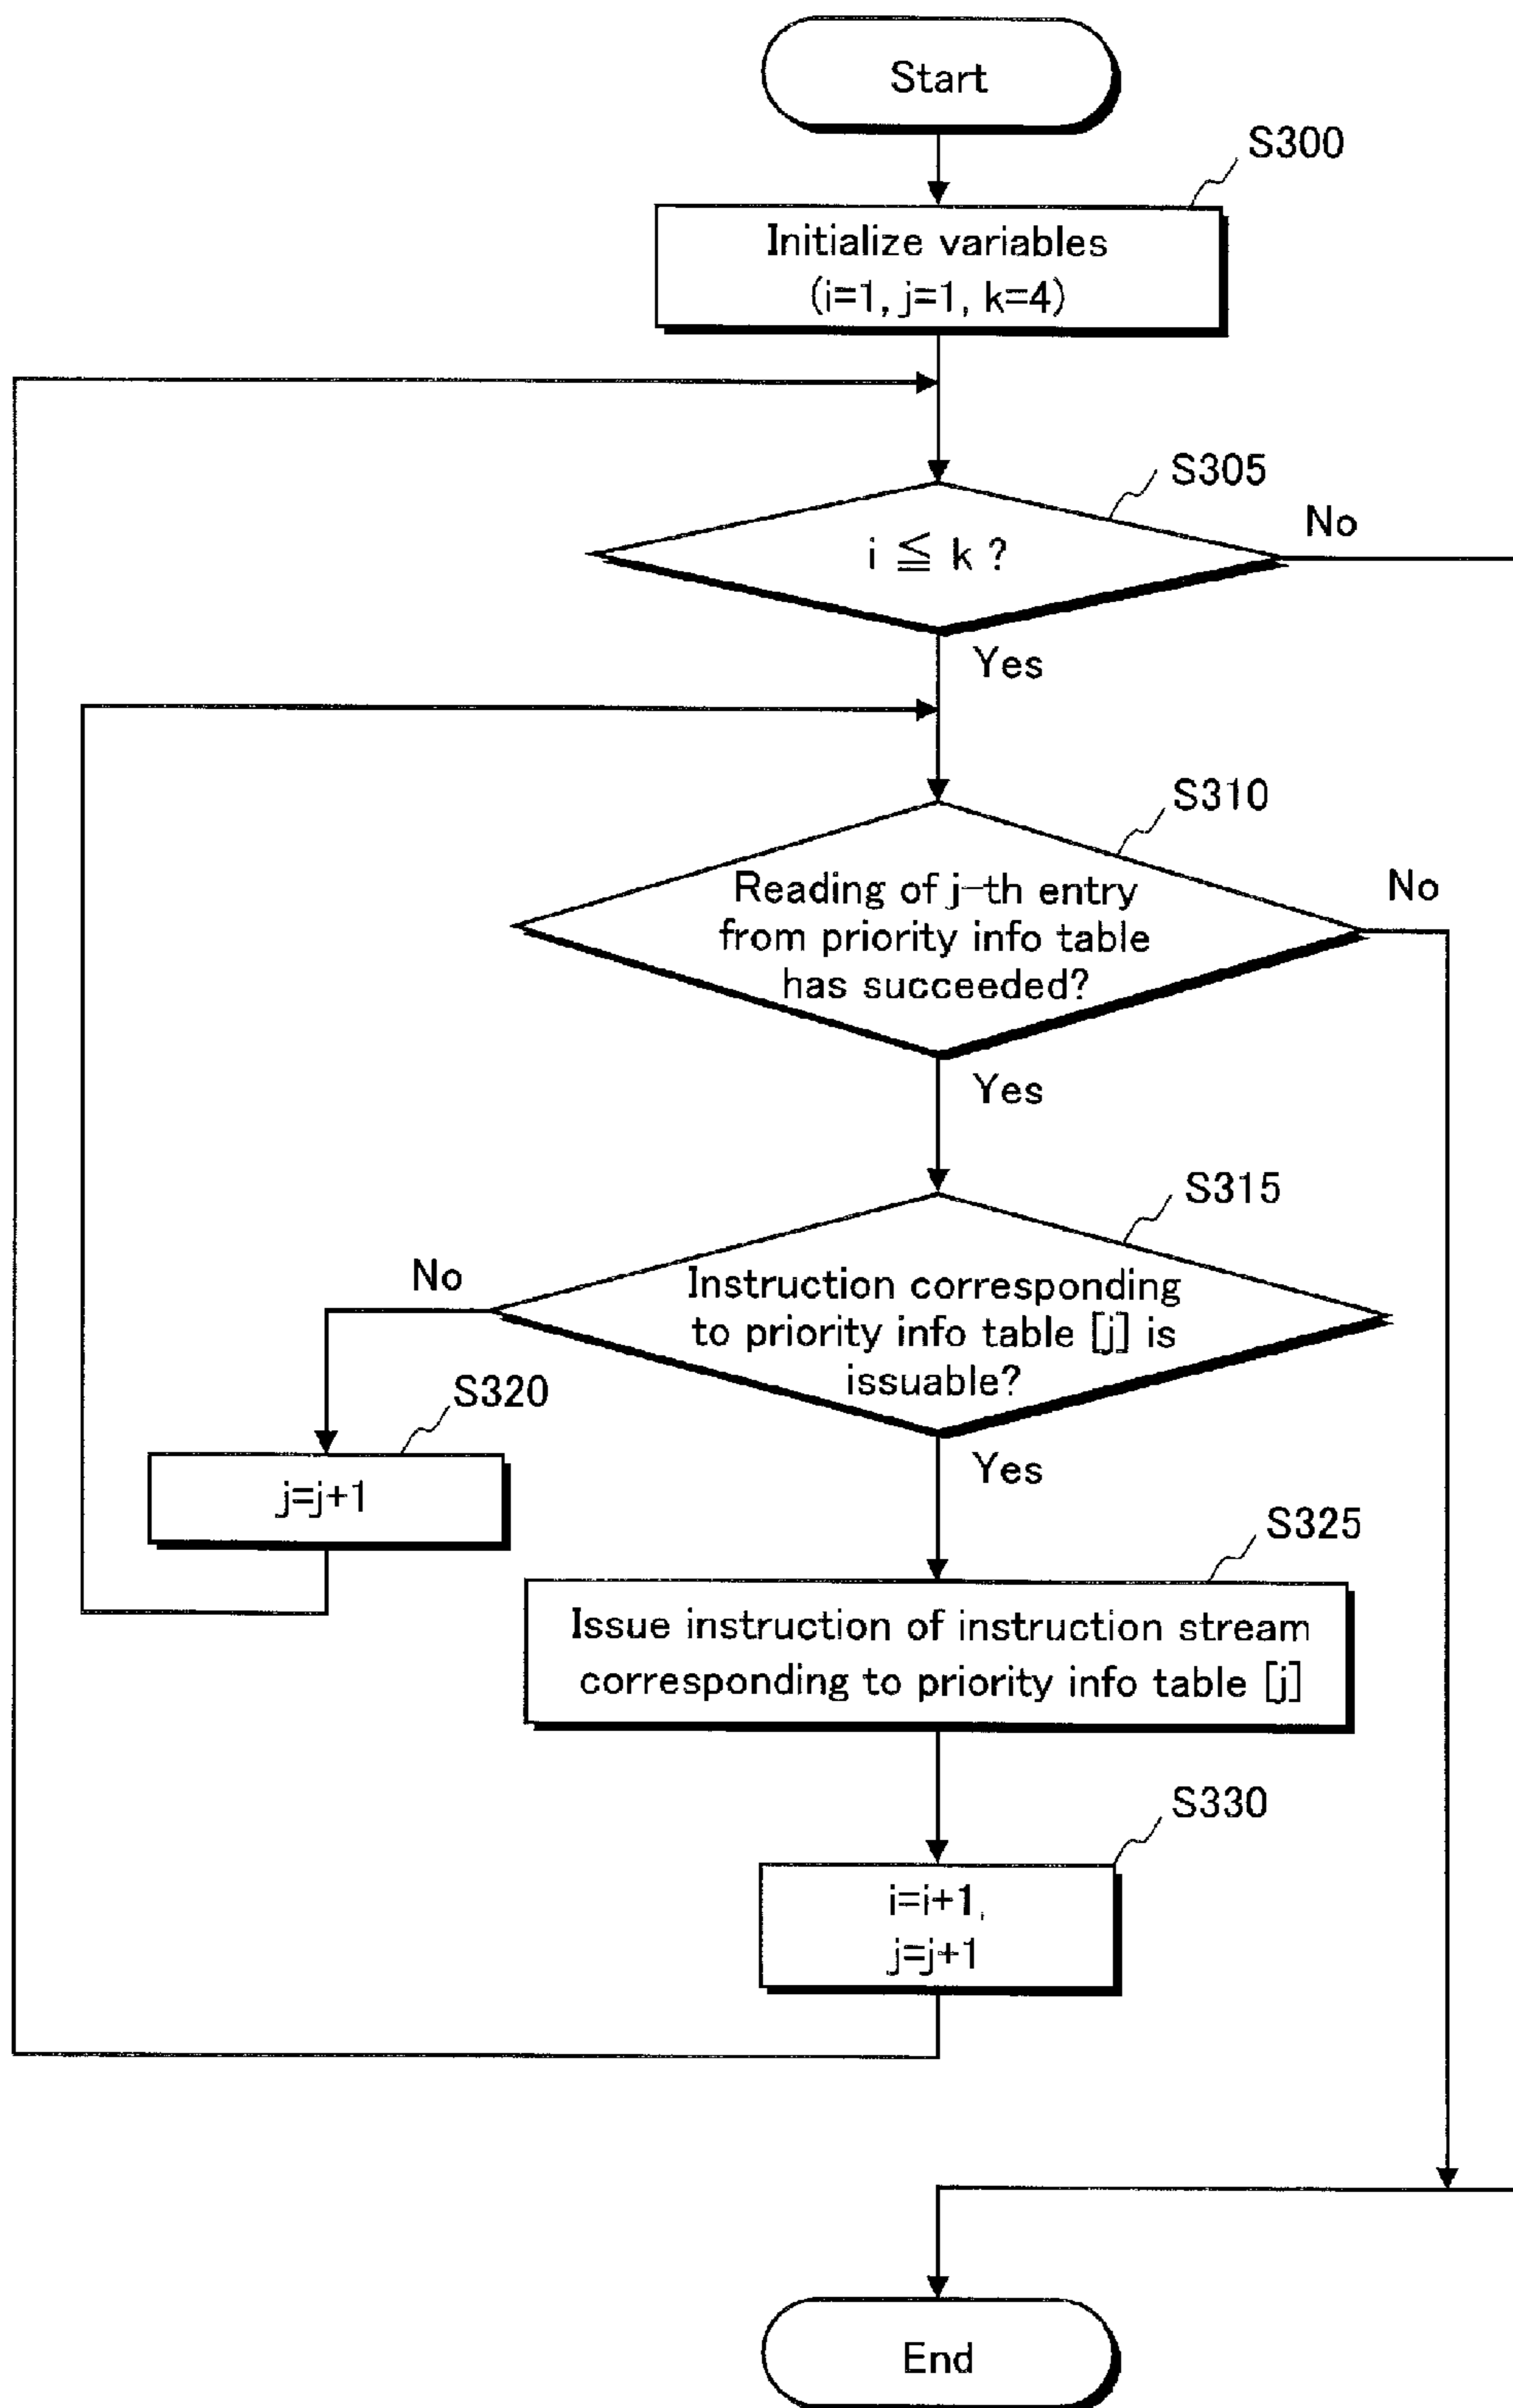 Start
S300
Initialize variables
(i=1, j=1, k=4)
S305
i ≦ k ?
No
Yes
S310
Reading of j-th entry
from priority info table
has succeeded?
No
Yes
S315
Instruction corresponding
to priority info table [j] is
issuable?
No
S320
j=j+1
Yes
S325
Issue instruction of instruction stream
corresponding to priority info table [j]
S330
i=i+1,
j=j+1
End